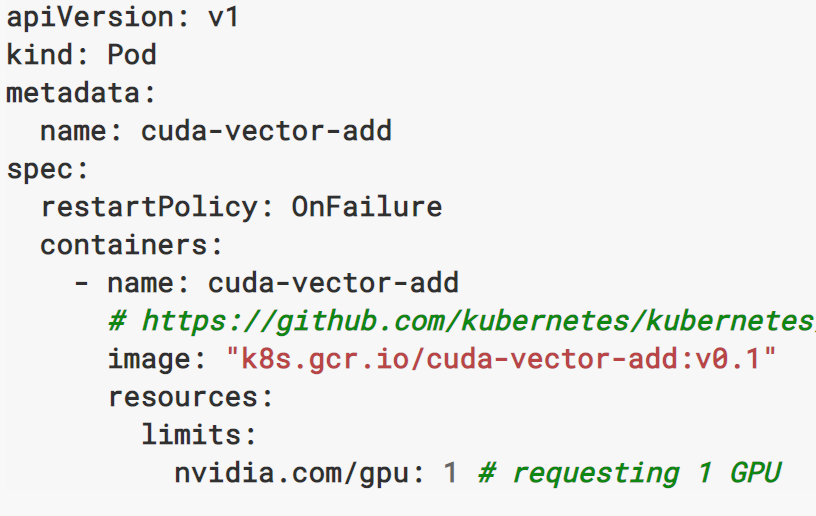 apiVersion: v1
kind: Pod
metadata:
  name: cuda-vector-add
spec:
  restartPolicy: OnFailure
  containers:
    - name: cuda-vector-add
      # https://github.com/kubernetes/kubernetes/
      image: "k8s.gcr.io/cuda-vector-add:v0.1"
      resources:
        limits:
          nvidia.com/gpu: 1 # requesting 1 GPU